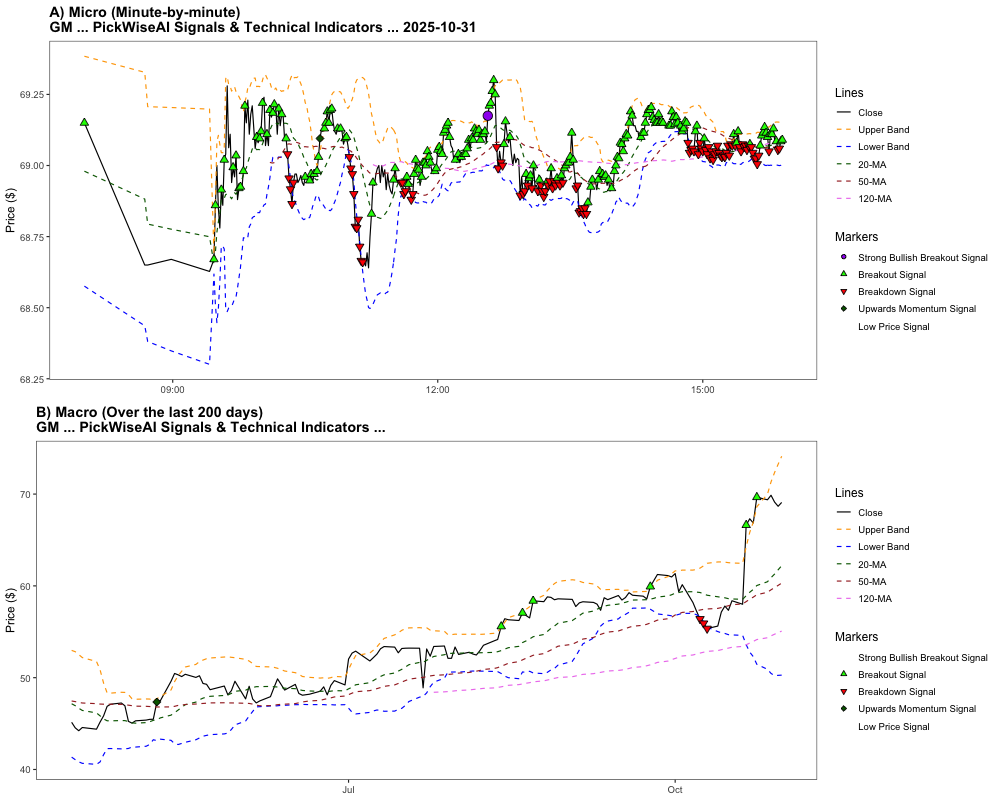 A) Micro (Minute-by-minute)
GM ... PickWiseAI Signals & Technical Indicators ... 2025-10-31
Price ($)
69.25
69.00
68.75
68.50
68.25
09:00
12:00
15:00
Lines
Close
Upper Band
Lower Band
20-MA
50-MA
120-MA
Markers
Strong Bullish Breakout Signal
Breakout Signal
Breakdown Signal
Upwards Momentum Signal
Low Price Signal
B) Macro (Over the last 200 days)
GM ... PickWiseAI Signals & Technical Indicators ...
Price ($)
70
60
50
40
Jul
Oct
Lines
Close
Upper Band
Lower Band
20-MA
50-MA
120-MA
Markers
Strong Bullish Breakout Signal
Breakout Signal
Breakdown Signal
Upwards Momentum Signal
Low Price Signal